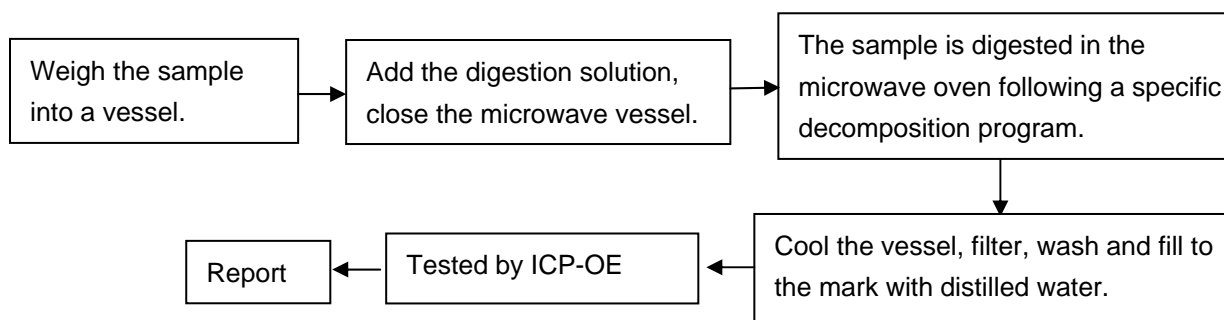 Weigh the sample
into a vessel.
Add the digestion solution,
close the microwave vessel.
The sample is digested in the
microwave oven following a specific
decomposition program.
Cool the vessel, filter, wash and fill to
the mark with distilled water.
Tested by ICP-OE
Report